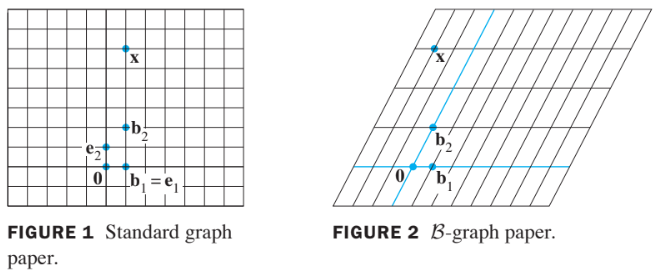 x
b2
e2
0
b1 = e1
FIGURE 1 Standard graph
paper.
x
b2
0
b1
FIGURE 2 ℬ-graph paper.